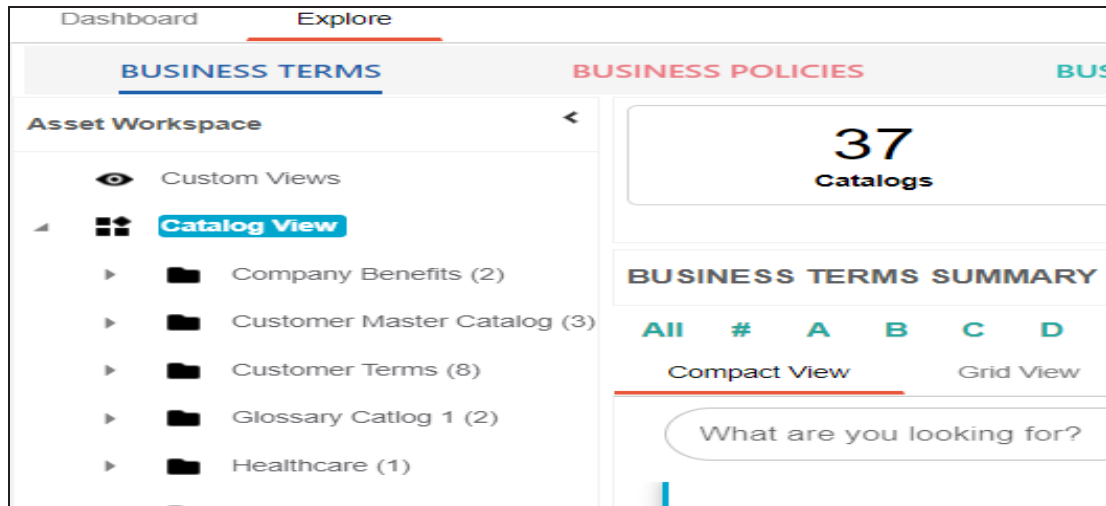 Dashboard Explore
BUSINESS TERMS BUSINESS POLICIES BUS
Asset Workspace
37
Catalogs
Custom Views
Catalog View
Company Benefits (2)
Customer Master Catalog (3)
Customer Terms (8)
Glossary Catlog 1 (2)
Healthcare (1)
BUSINESS TERMS SUMMARY
All # A B C D
Compact View Grid View
What are you looking for?